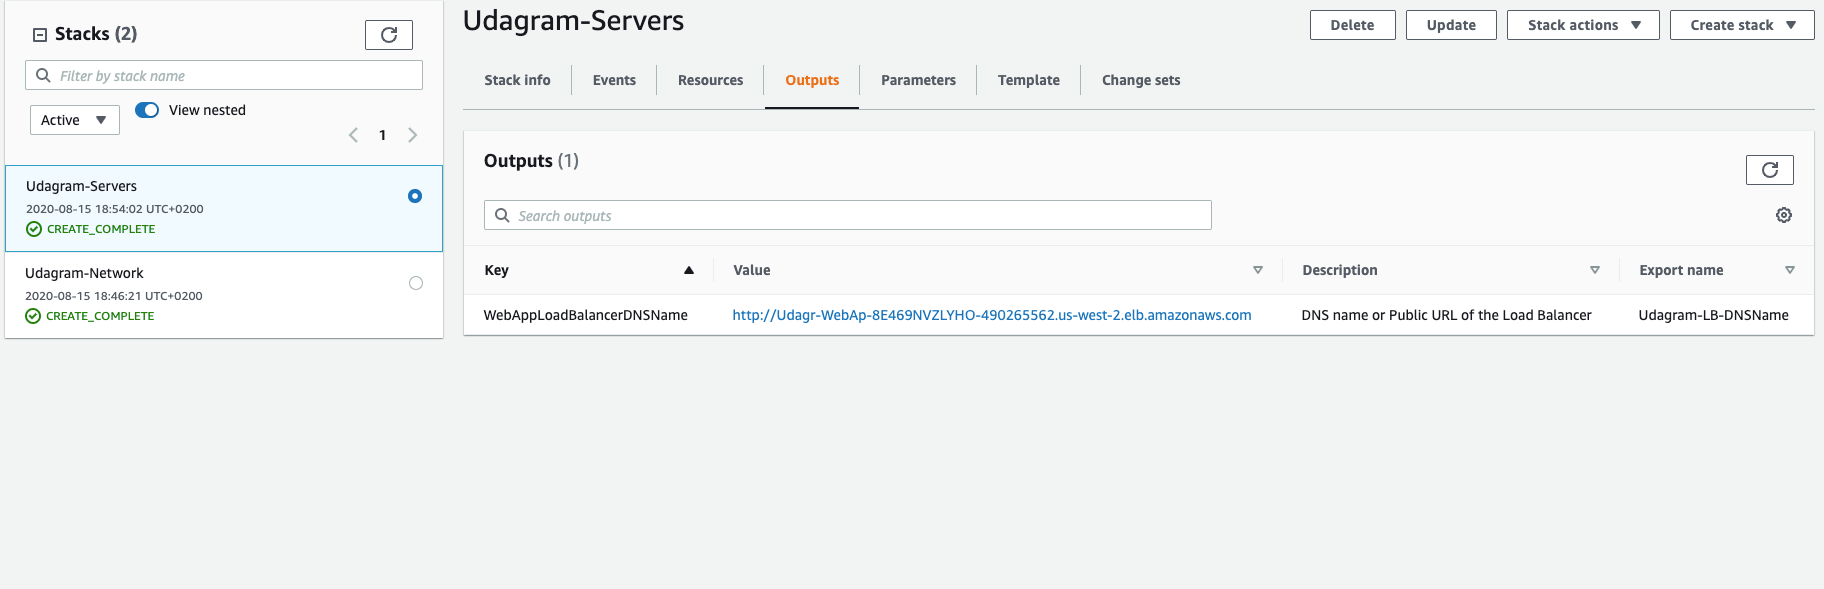 Stacks (2)
Filter by stack name
Active
View nested
1
Udagram-Servers
2020-08-15 18:54:02 UTC+0200
CREATE_COMPLETE
Udagram-Network
2020-08-15 18:46:21 UTC+0200
CREATE_COMPLETE
Udagram-Servers
Delete Update Stack actions Create stack
Stack info Events Resources Outputs Parameters Template Change sets
Outputs (1)
Search outputs
Key Value Description Export name
WebAppLoadBalancerDNSName http://Udagr-WebAp-8E469NVZLYHO-490265562.us-west-2.elb.amazonaws.com DNS name or Public URL of the Load Balancer Udagram-LB-DNSName